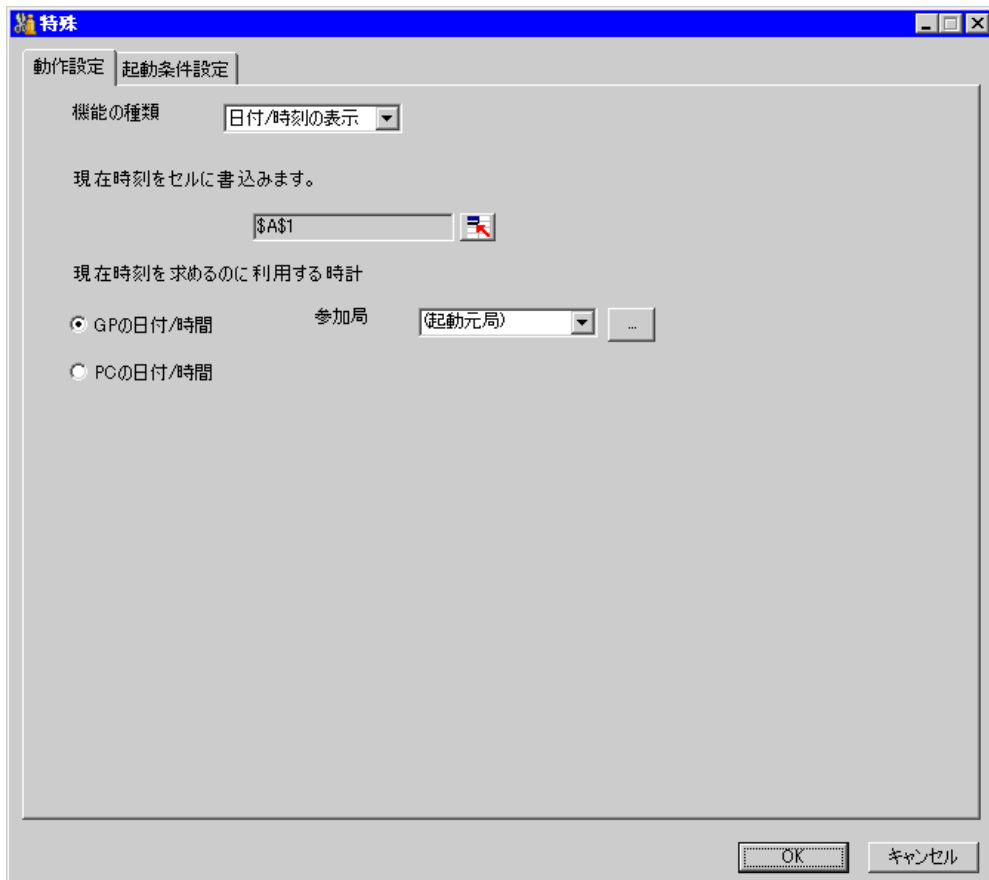 特殊
動作設定 起動条件設定
機能の種類 日付/時刻の表示
現在時刻をセルに書込みます。
$A$1
現在時刻を求めるのに利用する時計
GPの日付/時間 参加局 (起動元局) ...
PCの日付/時間
OK キャンセル